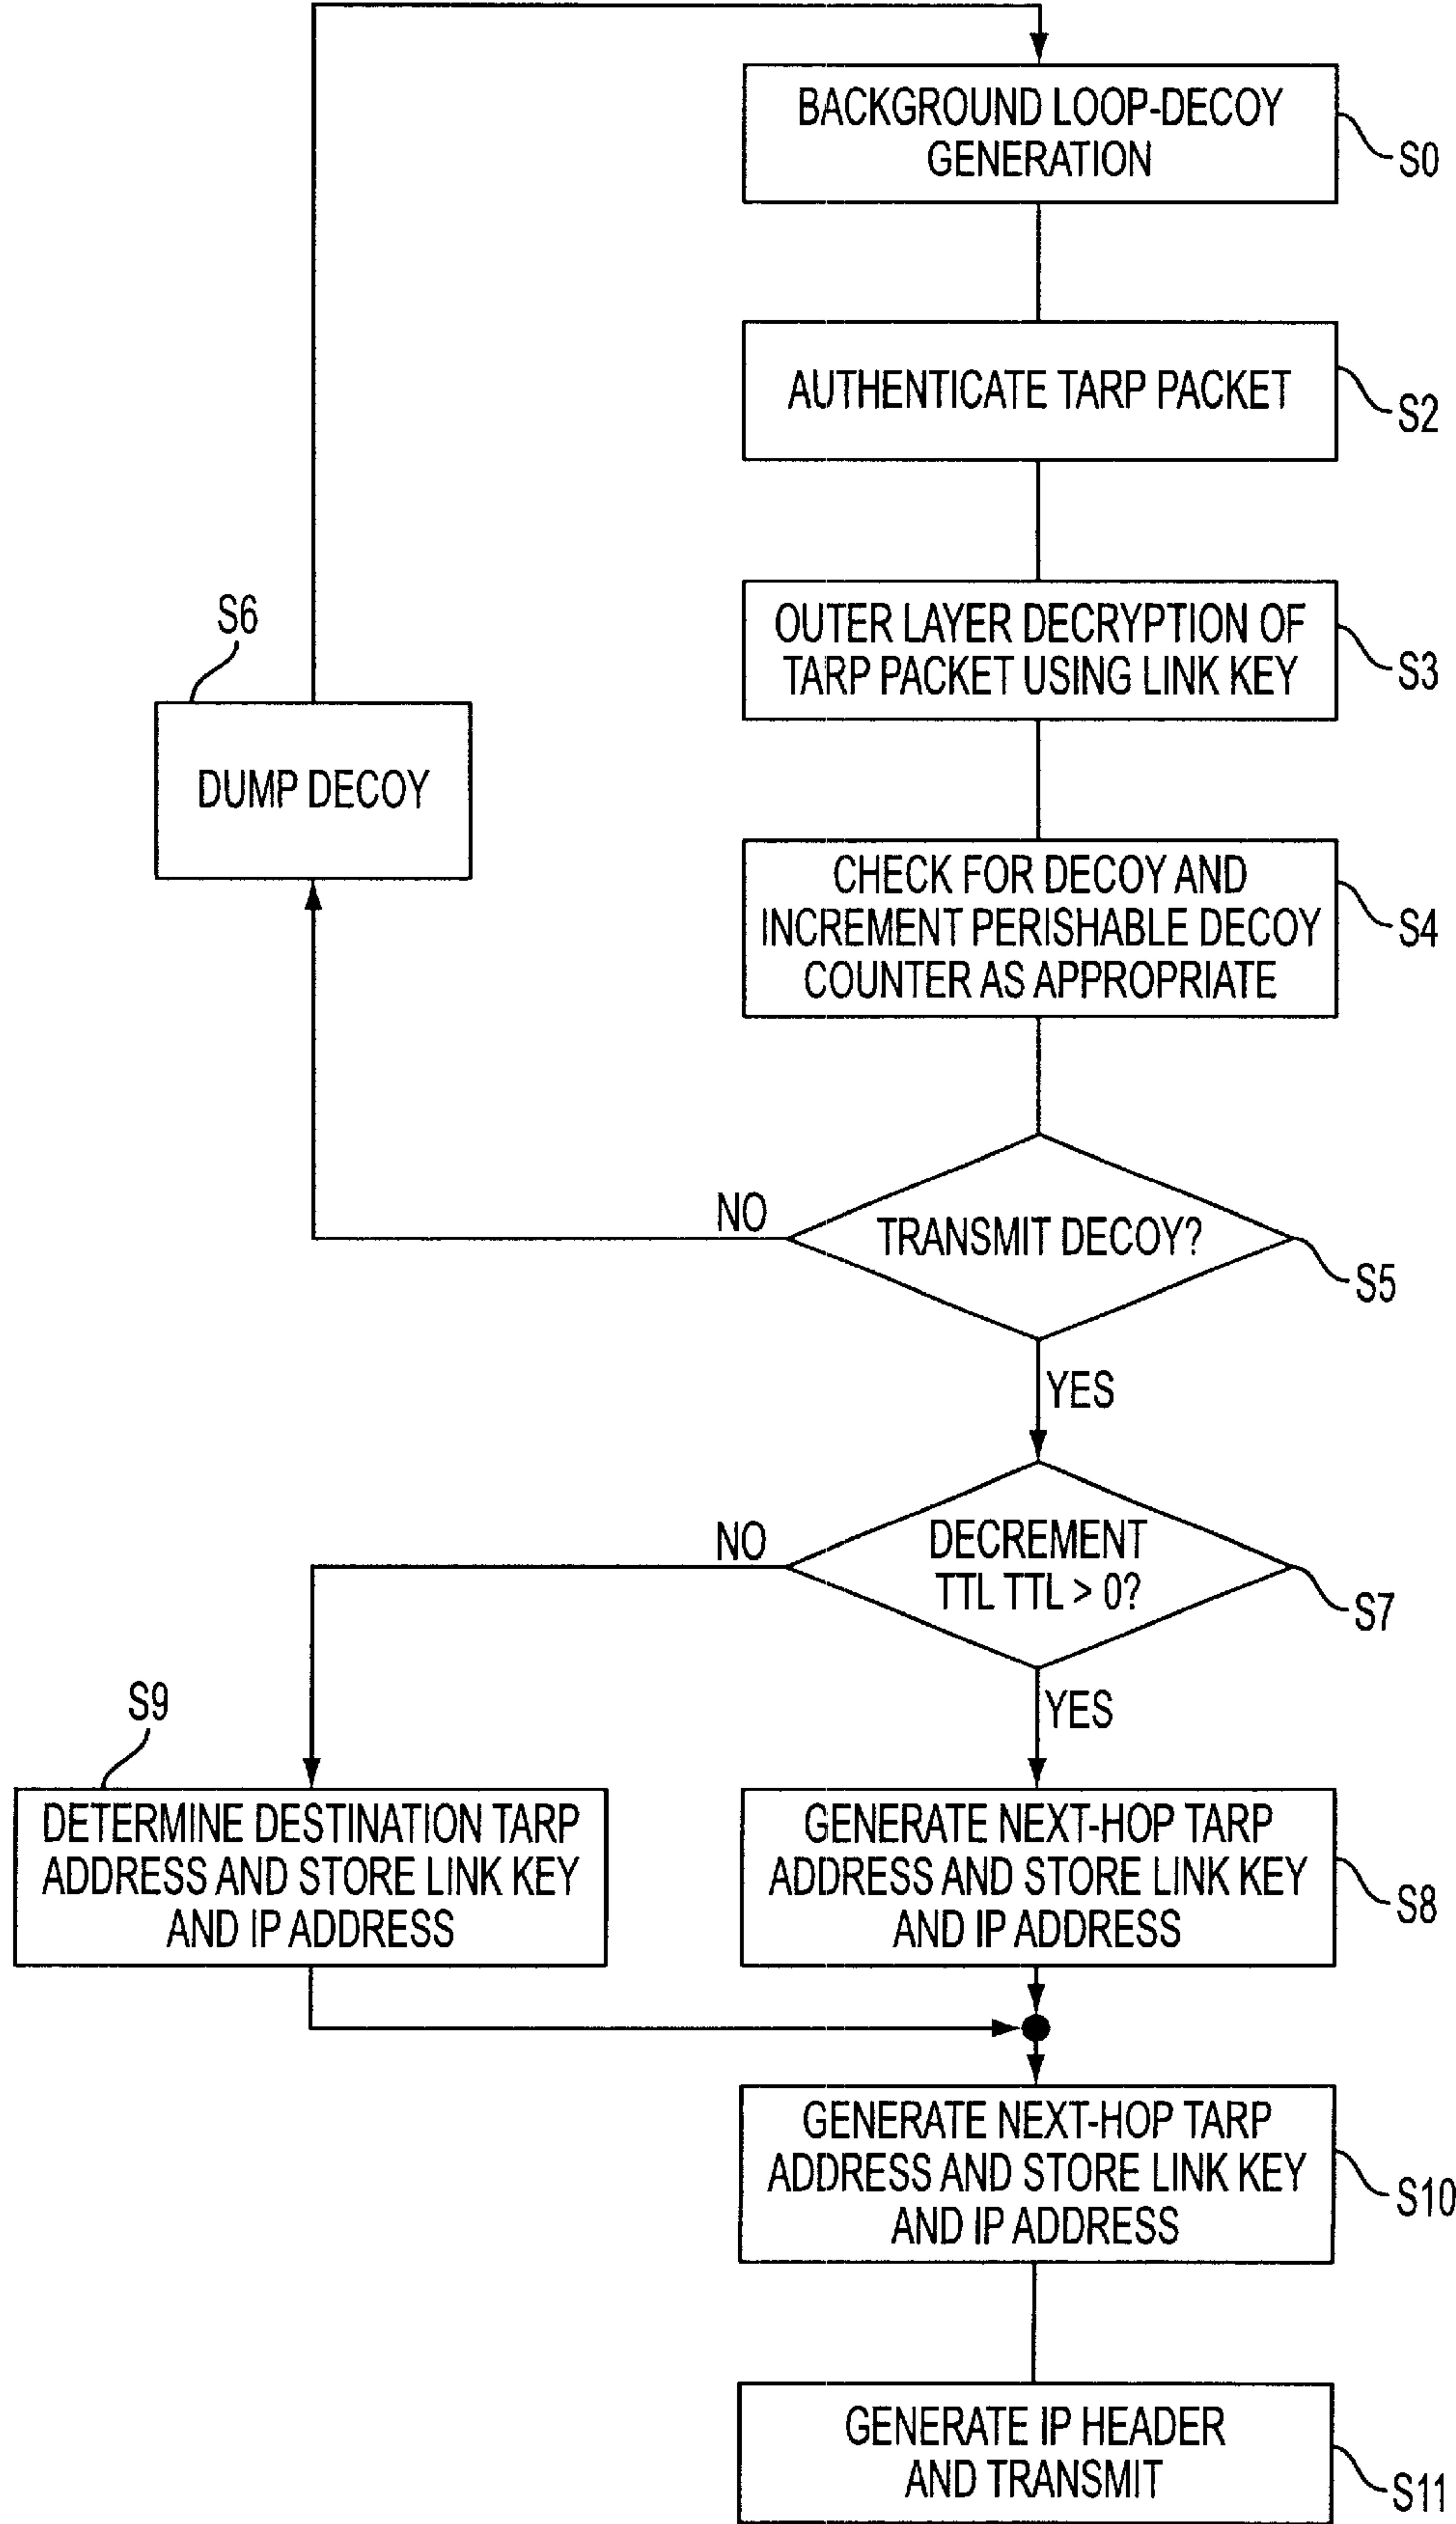 BACKGROUND LOOP-DECOY
GENERATION
S0
AUTHENTICATE TARP PACKET
S2
OUTER LAYER DECRYPTION OF
TARP PACKET USING LINK KEY
S3
S6
DUMP DECOY
CHECK FOR DECOY AND
INCREMENT PERISHABLE DECOY
COUNTER AS APPROPRIATE
S4
NO
TRANSMIT DECOY?
S5
YES
NO
DECREMENT
TTL TTL > 0?
S7
YES
S9
DETERMINE DESTINATION TARP
ADDRESS AND STORE LINK KEY
AND IP ADDRESS
GENERATE NEXT-HOP TARP
ADDRESS AND STORE LINK KEY
AND IP ADDRESS
S8
GENERATE NEXT-HOP TARP
ADDRESS AND STORE LINK KEY
AND IP ADDRESS
S10
GENERATE IP HEADER
AND TRANSMIT
S11